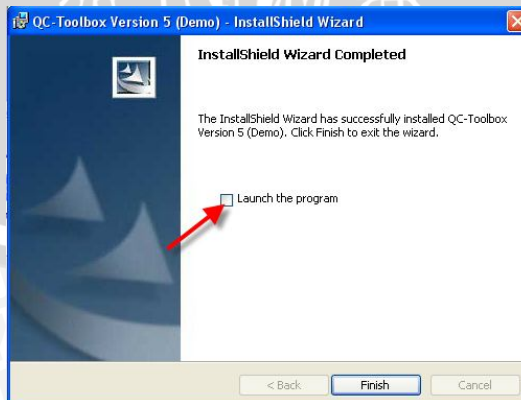 QC-Toolbox Version 5 (Demo) - InstallShield Wizard
InstallShield Wizard Completed
The InstallShield Wizard has successfully installed QC-Toolbox
Version 5 (Demo). Click Finish to exit the wizard.
Launch the program
< Back
Finish
Cancel